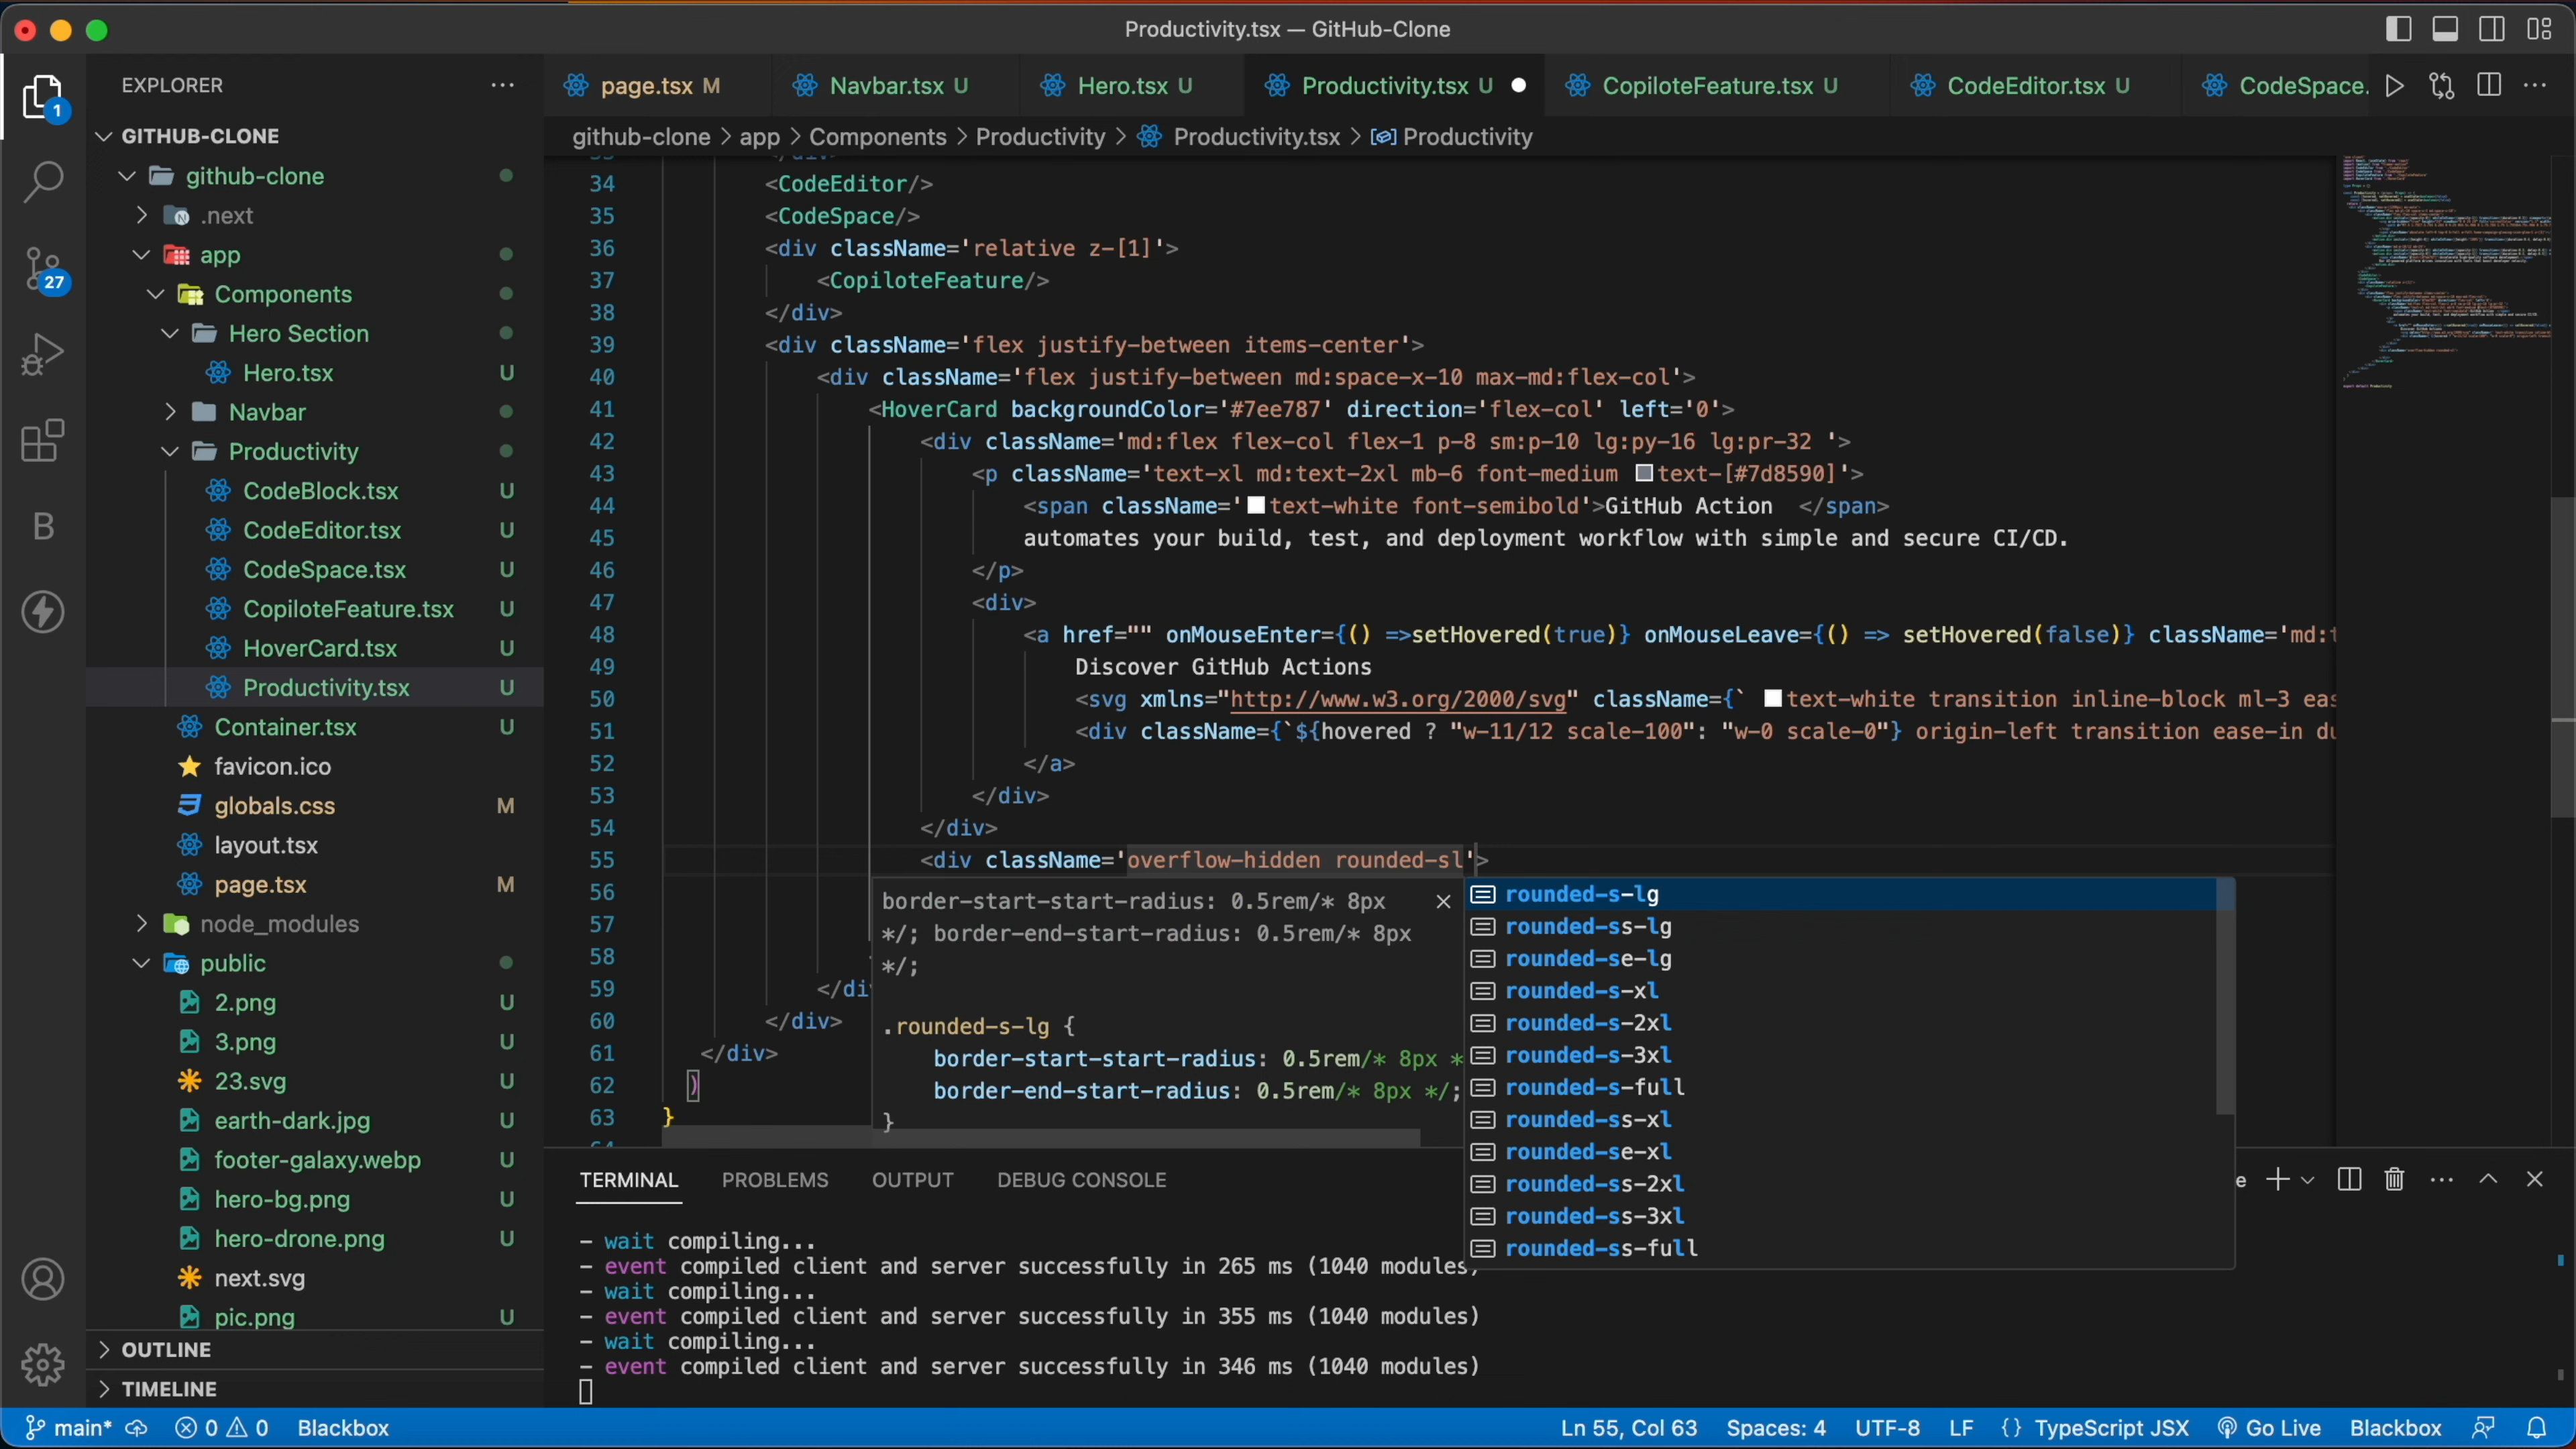 Productivity.tsx — GitHub-Clone
EXPLORER
page.tsx M
Navbar.tsx U
Hero.tsx U
Productivity.tsx U
CopiloteFeature.tsx U
CodeEditor.tsx U
CodeSpace.
1
GITHUB-CLONE
github-clone > app > Components > Productivity > Productivity.tsx > Productivity
github-clone
.next
app
27
Components
Hero Section
Hero.tsx U
Navbar
Productivity
CodeBlock.tsx U
CodeEditor.tsx U
B
CodeSpace.tsx U
CopiloteFeature.tsx U
HoverCard.tsx U
Productivity.tsx U
Container.tsx U
favicon.ico
globals.css M
layout.tsx
page.tsx M
node_modules
public
2.png U
3.png U
23.svg U
earth-dark.jpg U
footer-galaxy.webp U
hero-bg.png U
hero-drone.png U
next.svg
pic.png U
OUTLINE
TIMELINE
34 <CodeEditor/>
35 <CodeSpace/>
36 <div className='relative z-[1]'>
37 <CopiloteFeature/>
38 </div>
39 <div className='flex justify-between items-center'>
40 <div className='flex justify-between md:space-x-10 max-md:flex-col'>
41 <HoverCard backgroundColor='#7ee787' direction='flex-col' left='0'>
42 <div className='md:flex flex-col flex-1 p-8 sm:p-10 lg:py-16 lg:pr-32 '>
43 <p className='text-xl md:text-2xl mb-6 font-medium text-[#7d8590]'>
44 <span className='text-white font-semibold'>GitHub Action </span>
45 automates your build, test, and deployment workflow with simple and secure CI/CD.
46 </p>
47 <div>
48 <a href="" onMouseEnter={() =>setHovered(true)} onMouseLeave={() => setHovered(false)} className='md:t
49 Discover GitHub Actions
50 <svg xmlns="http://www.w3.org/2000/svg" className={` text-white transition inline-block ml-3 eas
51 <div className={`${hovered ? "w-11/12 scale-100": "w-0 scale-0"} origin-left transition ease-in du
52 </a>
53 </div>
54 </div>
55 <div className='overflow-hidden rounded-sl'>
56
57
58
59 </di
60 </div>
61 </div>
62 )
63 }
border-start-start-radius: 0.5rem/* 8px
*/; border-end-start-radius: 0.5rem/* 8px
*/;
.rounded-s-lg {
border-start-start-radius: 0.5rem/* 8px *
border-end-start-radius: 0.5rem/* 8px */;
}
rounded-s-lg
rounded-ss-lg
rounded-se-lg
rounded-s-xl
rounded-s-2xl
rounded-s-3xl
rounded-s-full
rounded-ss-xl
rounded-se-xl
rounded-ss-2xl
rounded-ss-3xl
rounded-ss-full
TERMINAL PROBLEMS OUTPUT DEBUG CONSOLE
e
- wait compiling...
- event compiled client and server successfully in 265 ms (1040 modules)
- wait compiling...
- event compiled client and server successfully in 355 ms (1040 modules)
- wait compiling...
- event compiled client and server successfully in 346 ms (1040 modules)
main* 0 0 Blackbox
Ln 55, Col 63 Spaces: 4 UTF-8 LF {} TypeScript JSX Go Live Blackbox